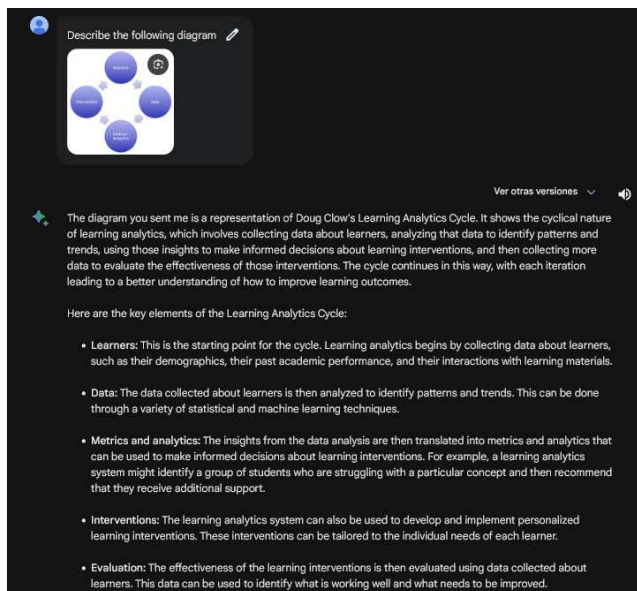 Describe the following diagram
learners
interventions
data
metrics /
analytics
Ver otras versiones
The diagram you sent me is a representation of Doug Clow's Learning Analytics Cycle. It shows the cyclical nature
of learning analytics, which involves collecting data about learners, analyzing that data to identify patterns and
trends, using those insights to make informed decisions about learning interventions, and then collecting more
data to evaluate the effectiveness of those interventions. The cycle continues in this way, with each iteration
leading to a better understanding of how to improve learning outcomes.
Here are the key elements of the Learning Analytics Cycle:
• Learners: This is the starting point for the cycle. Learning analytics begins by collecting data about learners,
such as their demographics, their past academic performance, and their interactions with learning materials.
• Data: The data collected about learners is then analyzed to identify patterns and trends. This can be done
through a variety of statistical and machine learning techniques.
• Metrics and analytics: The insights from the data analysis are then translated into metrics and analytics that
can be used to make informed decisions about learning interventions. For example, a learning analytics
system might identify a group of students who are struggling with a particular concept and then recommend
that they receive additional support.
• Interventions: The learning analytics system can also be used to develop and implement personalized
learning interventions. These interventions can be tailored to the individual needs of each learner.
• Evaluation: The effectiveness of the learning interventions is then evaluated using data collected about
learners. This data can be used to identify what is working well and what needs to be improved.